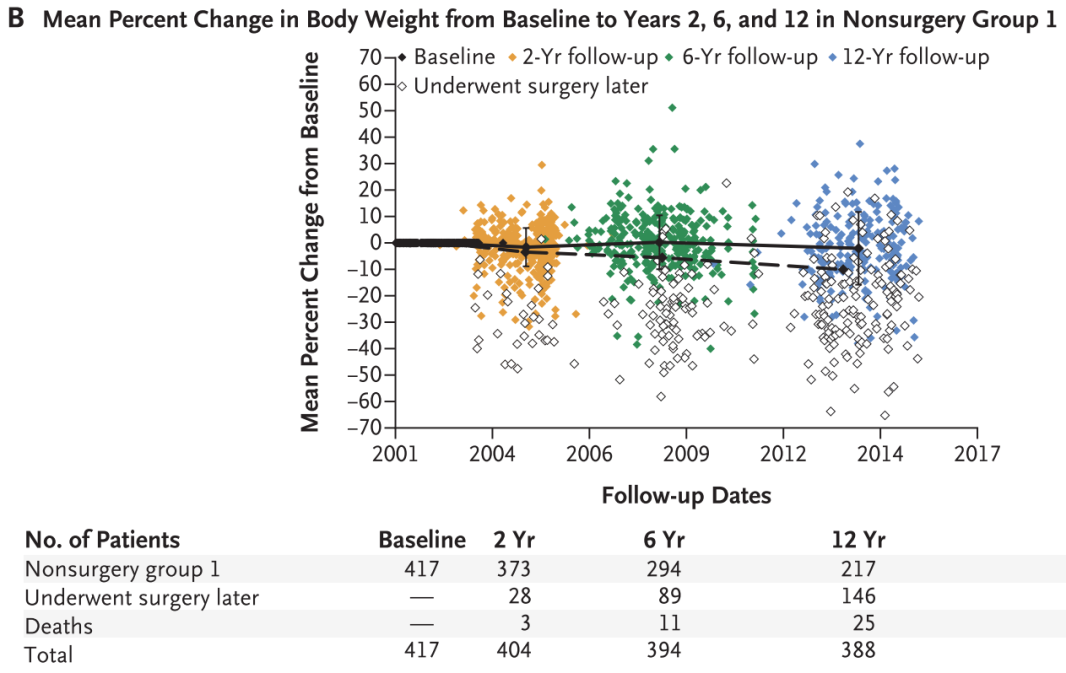 B Mean Percent Change in Body Weight from Baseline to Years 2, 6, and 12 in Nonsurgery Group 1
Baseline 2-Yr follow-up 6-Yr follow-up 12-Yr follow-up
Underwent surgery later
Mean Percent Change from Baseline
70
60
50
40
30
20
10
0
−10
−20
−30
−40
−50
−60
−70
2001 2004 2006 2009 2012 2014 2017
Follow-up Dates
No. of Patients Baseline 2 Yr 6 Yr 12 Yr
Nonsurgery group 1 417 373 294 217
Underwent surgery later — 28 89 146
Deaths — 3 11 25
Total 417 404 394 388